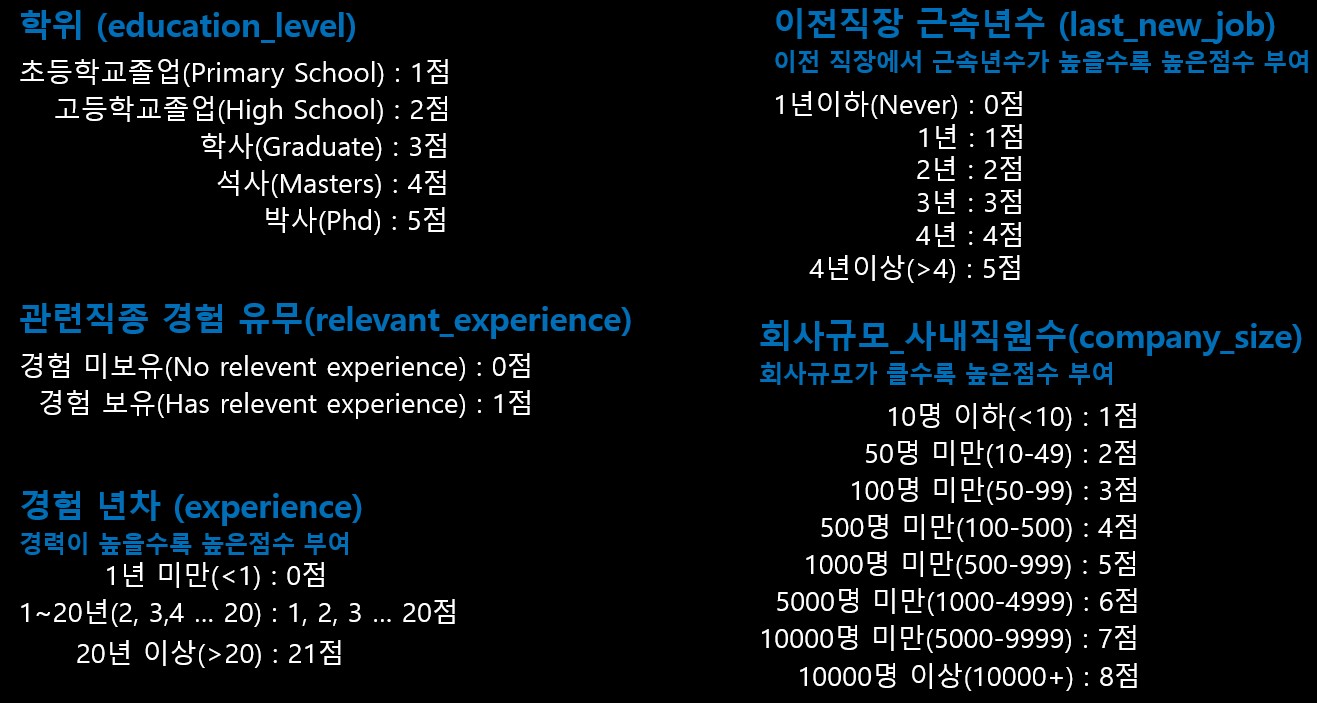 학위 (education_level)
초등학교졸업(Primary School) : 1점
고등학교졸업(High School) : 2점
학사(Graduate) : 3점
석사(Masters) : 4점
박사(Phd) : 5점
관련직종 경험 유무(relevant_experience)
경험 미보유(No relevent experience) : 0점
경험 보유(Has relevent experience) : 1점
경험 년차 (experience)
경력이 높을수록 높은점수 부여
1년 미만(<1) : 0점
1~20년(2, 3,4 ... 20) : 1, 2, 3 ... 20점
20년 이상(>20) : 21점
이전직장 근속년수 (last_new_job)
이전 직장에서 근속년수가 높을수록 높은점수 부여
1년이하(Never) : 0점
1년 : 1점
2년 : 2점
3년 : 3점
4년 : 4점
4년이상(>4) : 5점
회사규모_사내직원수(company_size)
회사규모가 클수록 높은점수 부여
10명 이하(<10) : 1점
50명 미만(10-49) : 2점
100명 미만(50-99) : 3점
500명 미만(100-500) : 4점
1000명 미만(500-999) : 5점
5000명 미만(1000-4999) : 6점
10000명 미만(5000-9999) : 7점
10000명 이상(10000+) : 8점